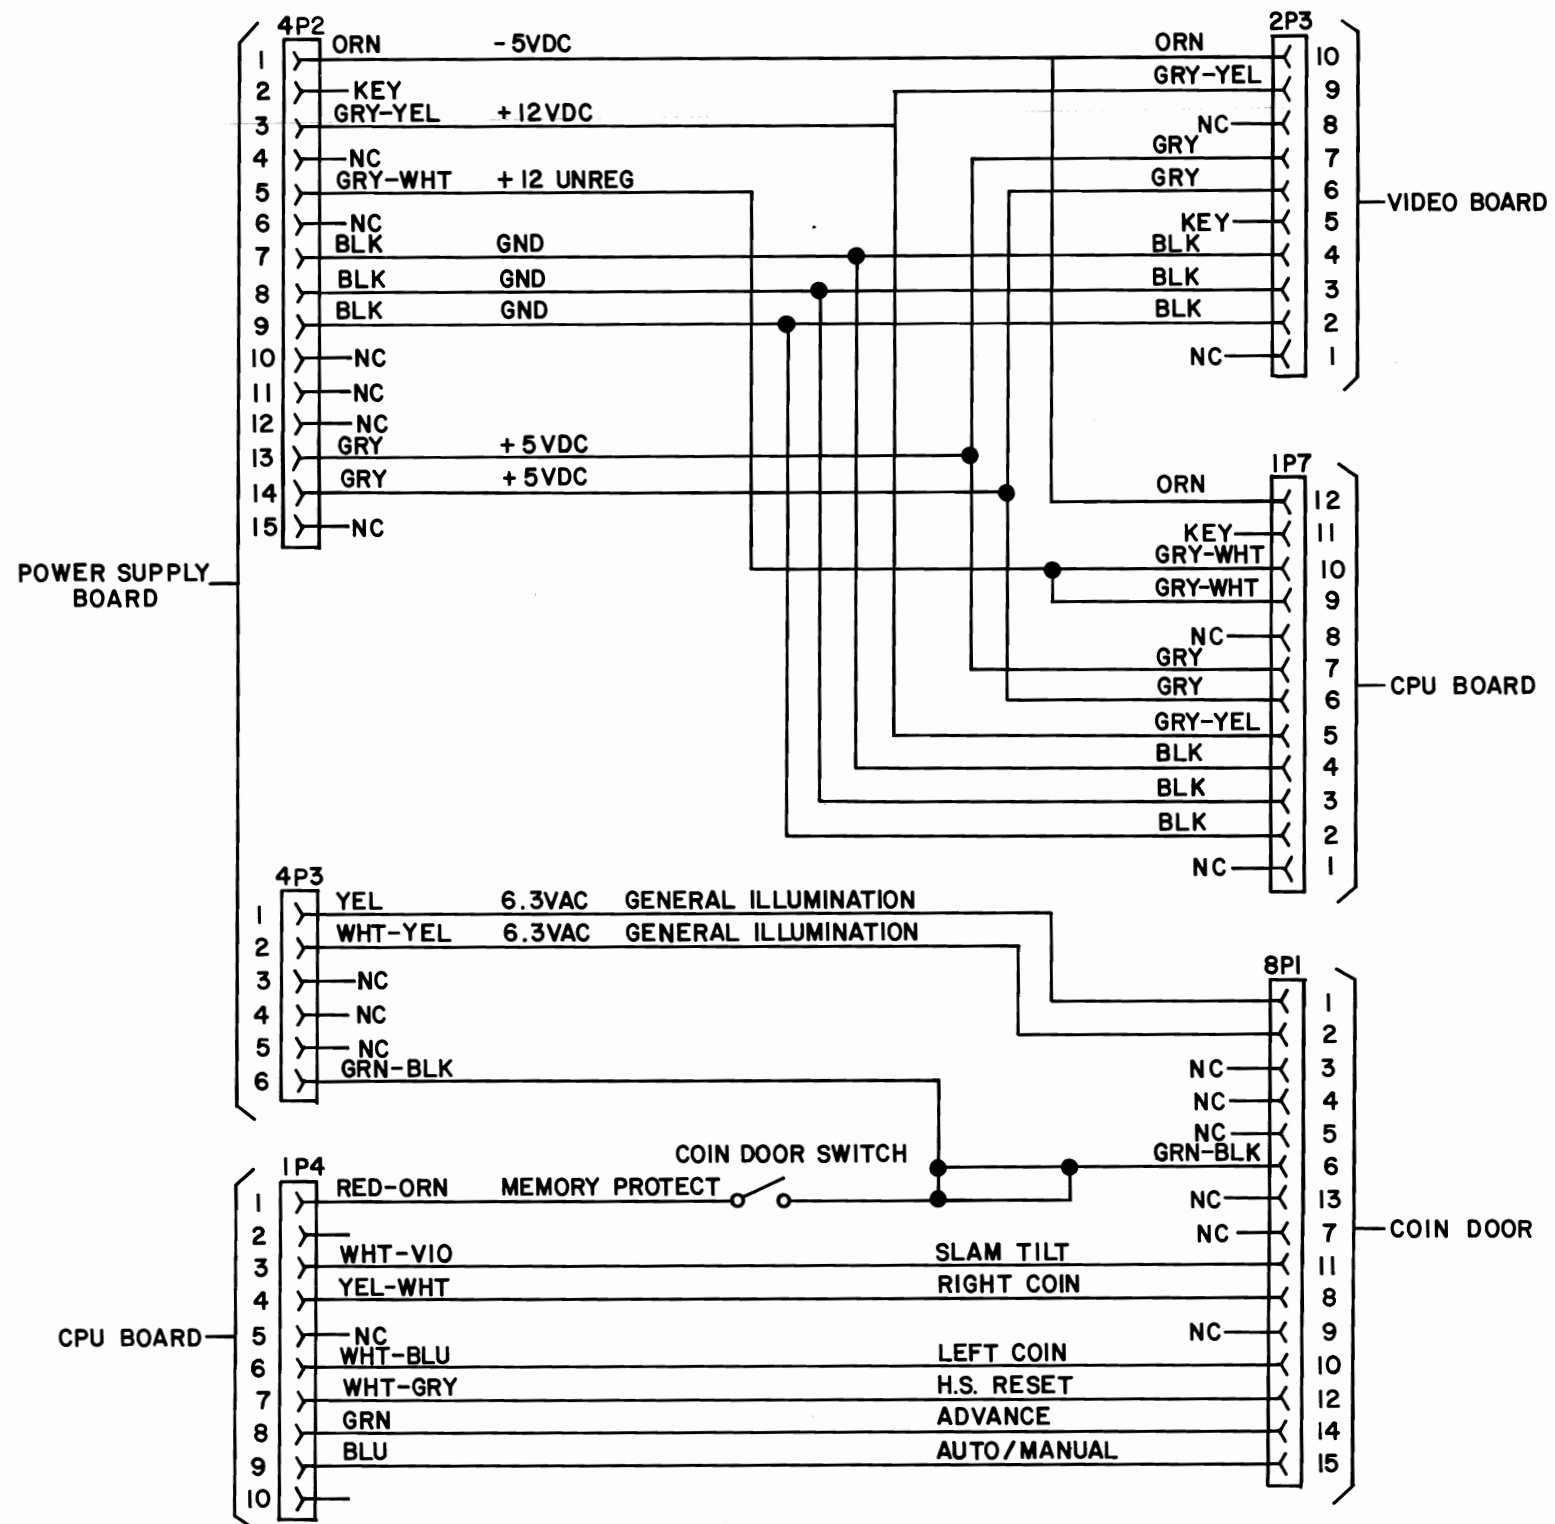 4P2
1 ORN -5VDC
2 KEY
3 GRY-YEL +12VDC
4 NC
5 GRY-WHT +12 UNREG
6 NC
7 BLK GND
8 BLK GND
9 BLK GND
10 NC
11 NC
12 NC
13 GRY +5VDC
14 GRY +5VDC
15 NC
POWER SUPPLY
BOARD
2P3
ORN 10
GRY-YEL 9
NC 8
GRY 7
GRY 6
KEY 5
BLK 4
BLK 3
BLK 2
NC 1
VIDEO BOARD
1P7
ORN 12
KEY 11
GRY-WHT 10
GRY-WHT 9
NC 8
GRY 7
GRY 6
GRY-YEL 5
BLK 4
BLK 3
BLK 2
NC 1
CPU BOARD
4P3
1 YEL 6.3VAC GENERAL ILLUMINATION
2 WHT-YEL 6.3VAC GENERAL ILLUMINATION
3 NC
4 NC
5 NC
6 GRN-BLK
COIN DOOR SWITCH
1P4
1 RED-ORN MEMORY PROTECT
2
3 WHT-VIO SLAM TILT
4 YEL-WHT RIGHT COIN
5 NC
6 WHT-BLU LEFT COIN
7 WHT-GRY H.S. RESET
8 GRN ADVANCE
9 BLU AUTO/MANUAL
10
CPU BOARD
8P1
1
2
NC 3
NC 4
NC 5
GRN-BLK 6
NC 13
NC 7
11
8
NC 9
10
12
14
15
COIN DOOR